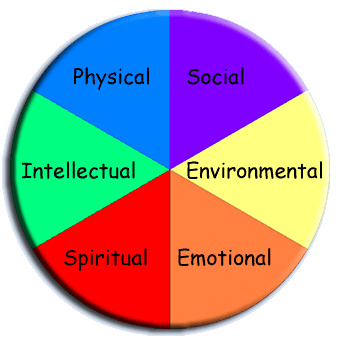 Physical
Social
Intellectual
Environmental
Spiritual
Emotional